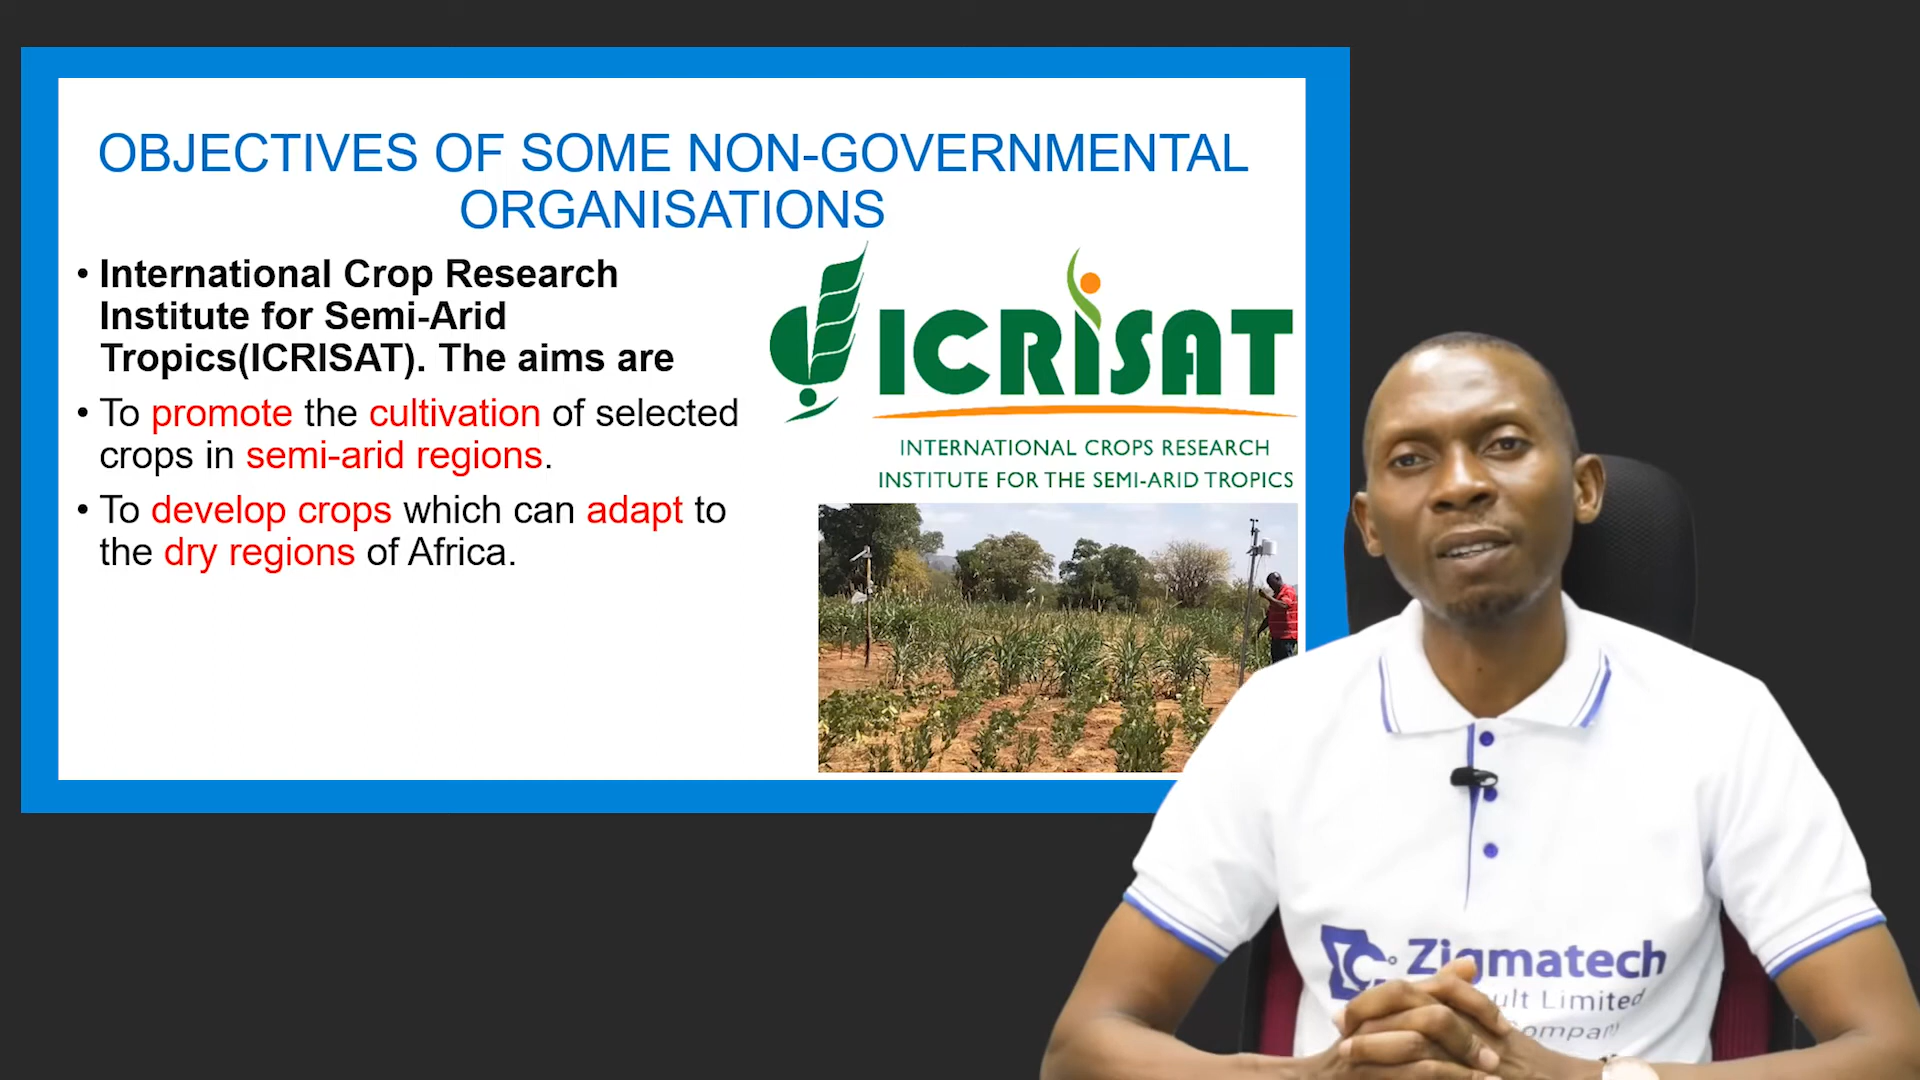 OBJECTIVES OF SOME NON-GOVERNMENTAL
ORGANISATIONS
• International Crop Research
Institute for Semi-Arid
Tropics(ICRISAT). The aims are
• To promote the cultivation of selected
crops in semi-arid regions.
• To develop crops which can adapt to
the dry regions of Africa.
ICRISAT
INTERNATIONAL CROPS RESEARCH
INSTITUTE FOR THE SEMI-ARID TROPICS
Zigmatech
Limited